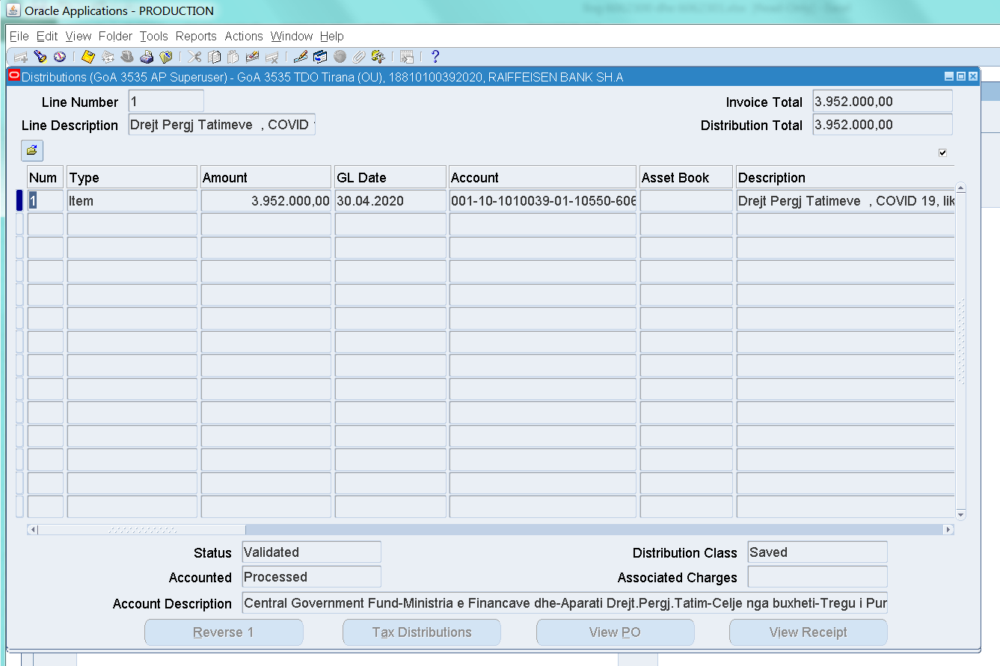 Oracle Applications - PRODUCTION
File Edit View Folder Tools Reports Actions Window Help
Distributions (GoA 3535 AP Superuser) - GoA 3535 TDO Tirana (OU), 18810100392020, RAIFFEISEN BANK SH.A
Line Number 1 Invoice Total 3.952.000,00
Line Description Drejt Pergj Tatimeve , COVID Distribution Total 3.952.000,00
Num Type Amount GL Date Account Asset Book Description
1 Item 3.952.000,00 30.04.2020 001-10-1010039-01-10550-606 Drejt Pergj Tatimeve , COVID 19, lik
Status Validated Distribution Class Saved
Accounted Processed Associated Charges
Account Description Central Government Fund-Ministria e Financave dhe-Aparati Drejt.Pergj.Tatim-Celje nga buxheti-Tregu i Pur
Reverse 1 Tax Distributions View PO View Receipt